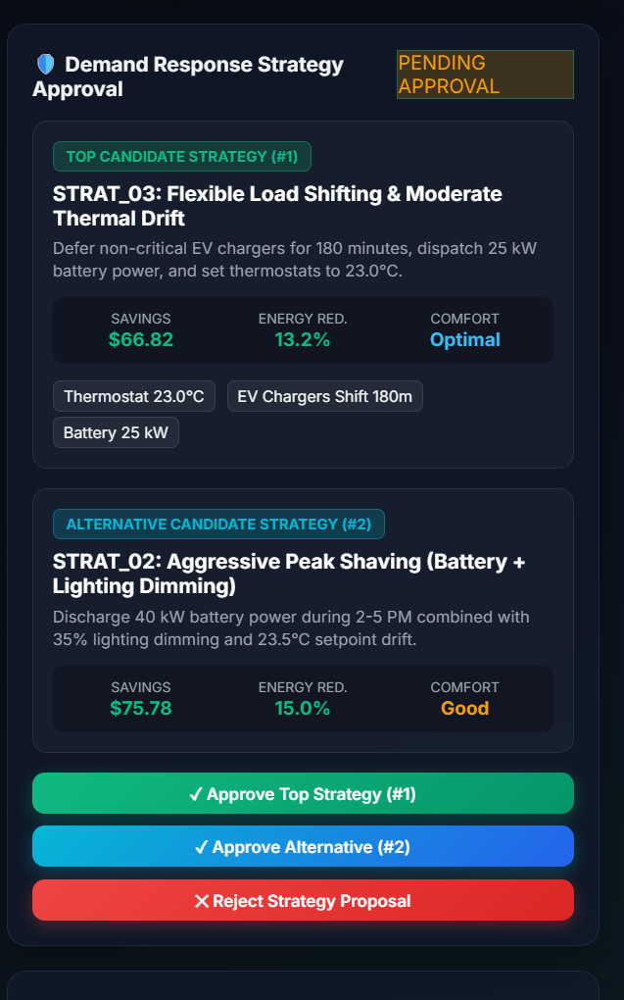 Demand Response Strategy
Approval
PENDING
APPROVAL
TOP CANDIDATE STRATEGY (#1)
STRAT_03: Flexible Load Shifting & Moderate
Thermal Drift
Defer non-critical EV chargers for 180 minutes, dispatch 25 kW
battery power, and set thermostats to 23.0°C.
SAVINGS ENERGY RED. COMFORT
$66.82 13.2% Optimal
Thermostat 23.0°C EV Chargers Shift 180m
Battery 25 kW
ALTERNATIVE CANDIDATE STRATEGY (#2)
STRAT_02: Aggressive Peak Shaving (Battery +
Lighting Dimming)
Discharge 40 kW battery power during 2-5 PM combined with
35% lighting dimming and 23.5°C setpoint drift.
SAVINGS ENERGY RED. COMFORT
$75.78 15.0% Good
✓ Approve Top Strategy (#1)
✓ Approve Alternative (#2)
✕ Reject Strategy Proposal